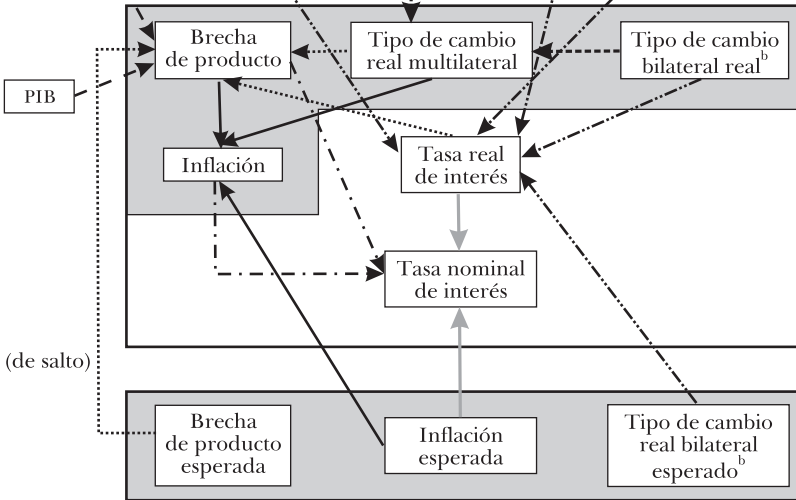 Brecha
de producto
Tipo de cambio
real multilateral
Tipo de cambio
bilateral real^b
PIB
Inflación
Tasa real
de interés
Tasa nominal
de interés
(de salto)
Brecha
de producto
esperada
Inflación
esperada
Tipo de cambio
real bilateral
esperado^b